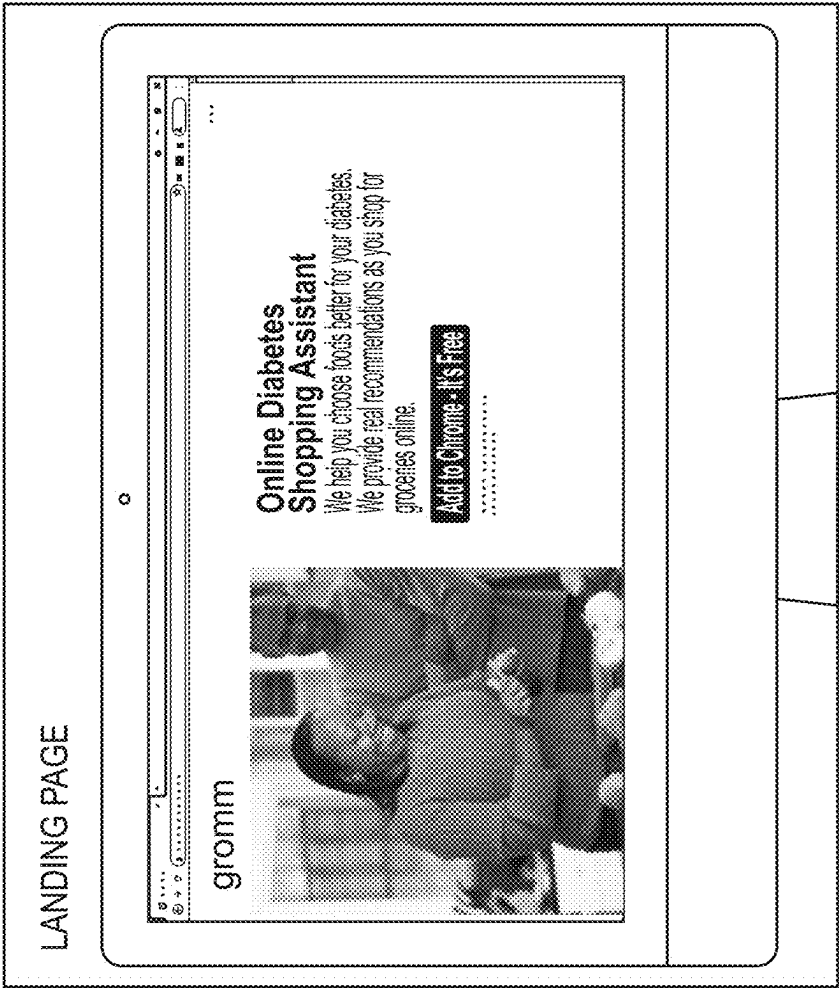 LANDING PAGE
gromm
Online Diabetes
Shopping Assistant
We help you choose foods better for your diabetes.
We provide real recommendations as you shop for
groceries online.
Add to Chrome - It's Free